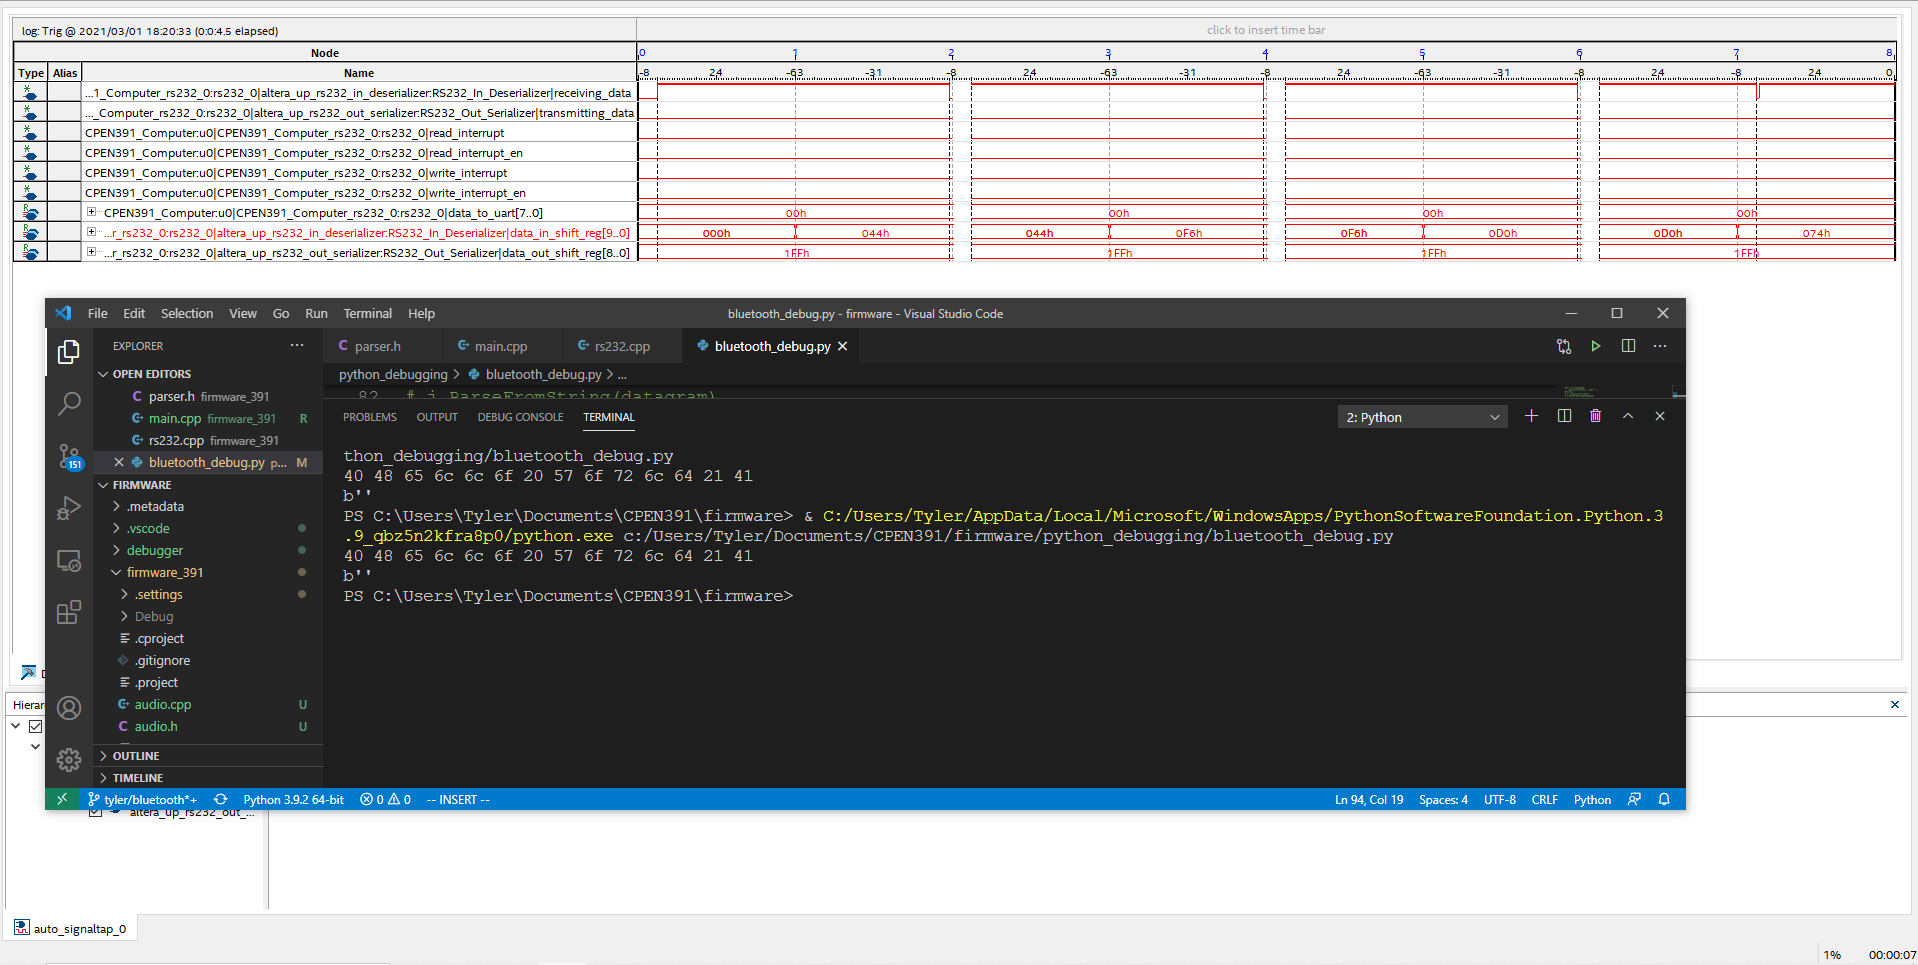 log: Trig @ 2021/03/01 18:20:33 (0:0:4.5 elapsed)
click to insert time bar
Node
0 1 2 3 4 5 6 7 8
Type Alias Name
-8 24 -63 -31 -8 24 -63 -31 -8 24 -63 -31 -8 24 -8 24 0
...1_Computer_rs232_0:rs232_0|altera_up_rs232_in_deserializer:RS232_In_Deserializer|receiving_data
..._Computer_rs232_0:rs232_0|altera_up_rs232_out_serializer:RS232_Out_Serializer|transmitting_data
CPEN391_Computer:u0|CPEN391_Computer_rs232_0:rs232_0|read_interrupt
CPEN391_Computer:u0|CPEN391_Computer_rs232_0:rs232_0|read_interrupt_en
CPEN391_Computer:u0|CPEN391_Computer_rs232_0:rs232_0|write_interrupt
CPEN391_Computer:u0|CPEN391_Computer_rs232_0:rs232_0|write_interrupt_en
CPEN391_Computer:u0|CPEN391_Computer_rs232_0:rs232_0|data_to_uart[7..0] 00h 00h 00h 00h
...r_rs232_0:rs232_0|altera_up_rs232_in_deserializer:RS232_In_Deserializer|data_in_shift_reg[9..0] 000h 044h 044h 0F6h 0F6h 0D0h 0D0h 074h
...r_rs232_0:rs232_0|altera_up_rs232_out_serializer:RS232_Out_Serializer|data_out_shift_reg[8..0] 1FFh 1FFh 1FFh 1FFh
File Edit Selection View Go Run Terminal Help
bluetooth_debug.py - firmware - Visual Studio Code
EXPLORER ···
parser.h main.cpp rs232.cpp bluetooth_debug.py
OPEN EDITORS
python_debugging > bluetooth_debug.py > ...
parser.h firmware_391
82 # i.ParseFromString(datagram)
main.cpp firmware_391 R
PROBLEMS OUTPUT DEBUG CONSOLE TERMINAL
2: Python
rs232.cpp firmware_391
bluetooth_debug.py p... M
151
FIRMWARE
.metadata
.vscode
debugger
firmware_391
.settings
Debug
.cproject
.gitignore
.project
audio.cpp U
audio.h U
OUTLINE
TIMELINE
thon_debugging/bluetooth_debug.py
40 48 65 6c 6c 6f 20 57 6f 72 6c 64 21 41
b''
PS C:\Users\Tyler\Documents\CPEN391\firmware> & C:/Users/Tyler/AppData/Local/Microsoft/WindowsApps/PythonSoftwareFoundation.Python.3
.9_qbz5n2kfra8p0/python.exe c:/Users/Tyler/Documents/CPEN391/firmware/python_debugging/bluetooth_debug.py
40 48 65 6c 6c 6f 20 57 6f 72 6c 64 21 41
b''
PS C:\Users\Tyler\Documents\CPEN391\firmware>
tyler/bluetooth*+ Python 3.9.2 64-bit 0 0 -- INSERT --
Ln 94, Col 19 Spaces: 4 UTF-8 CRLF Python
Hierar
altera_up_rs232_out_...
auto_signaltap_0
1% 00:00:07